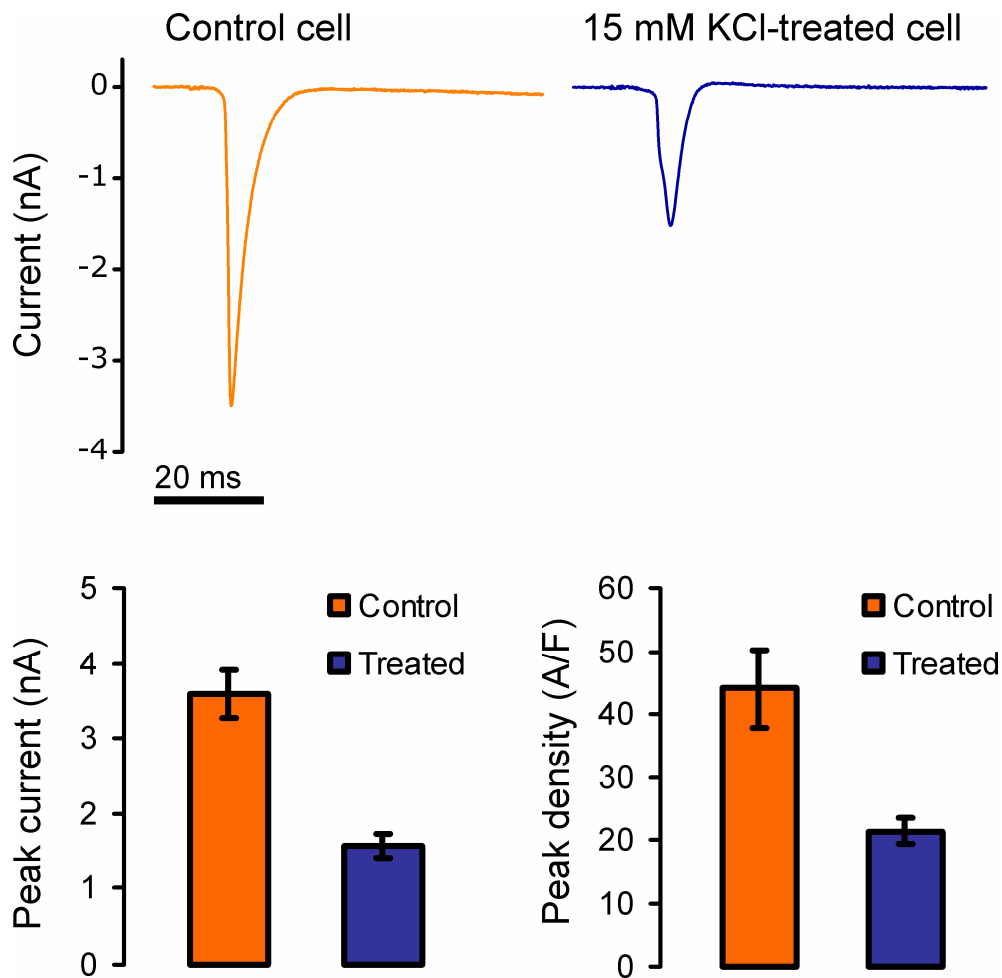 Control cell
15 mM KCl-treated cell
Current (nA)
0
-1
-2
-3
-4
20 ms
Peak current (nA)
5
4
3
2
1
0
Control
Treated
Peak density (A/F)
60
50
40
30
20
10
0
Control
Treated